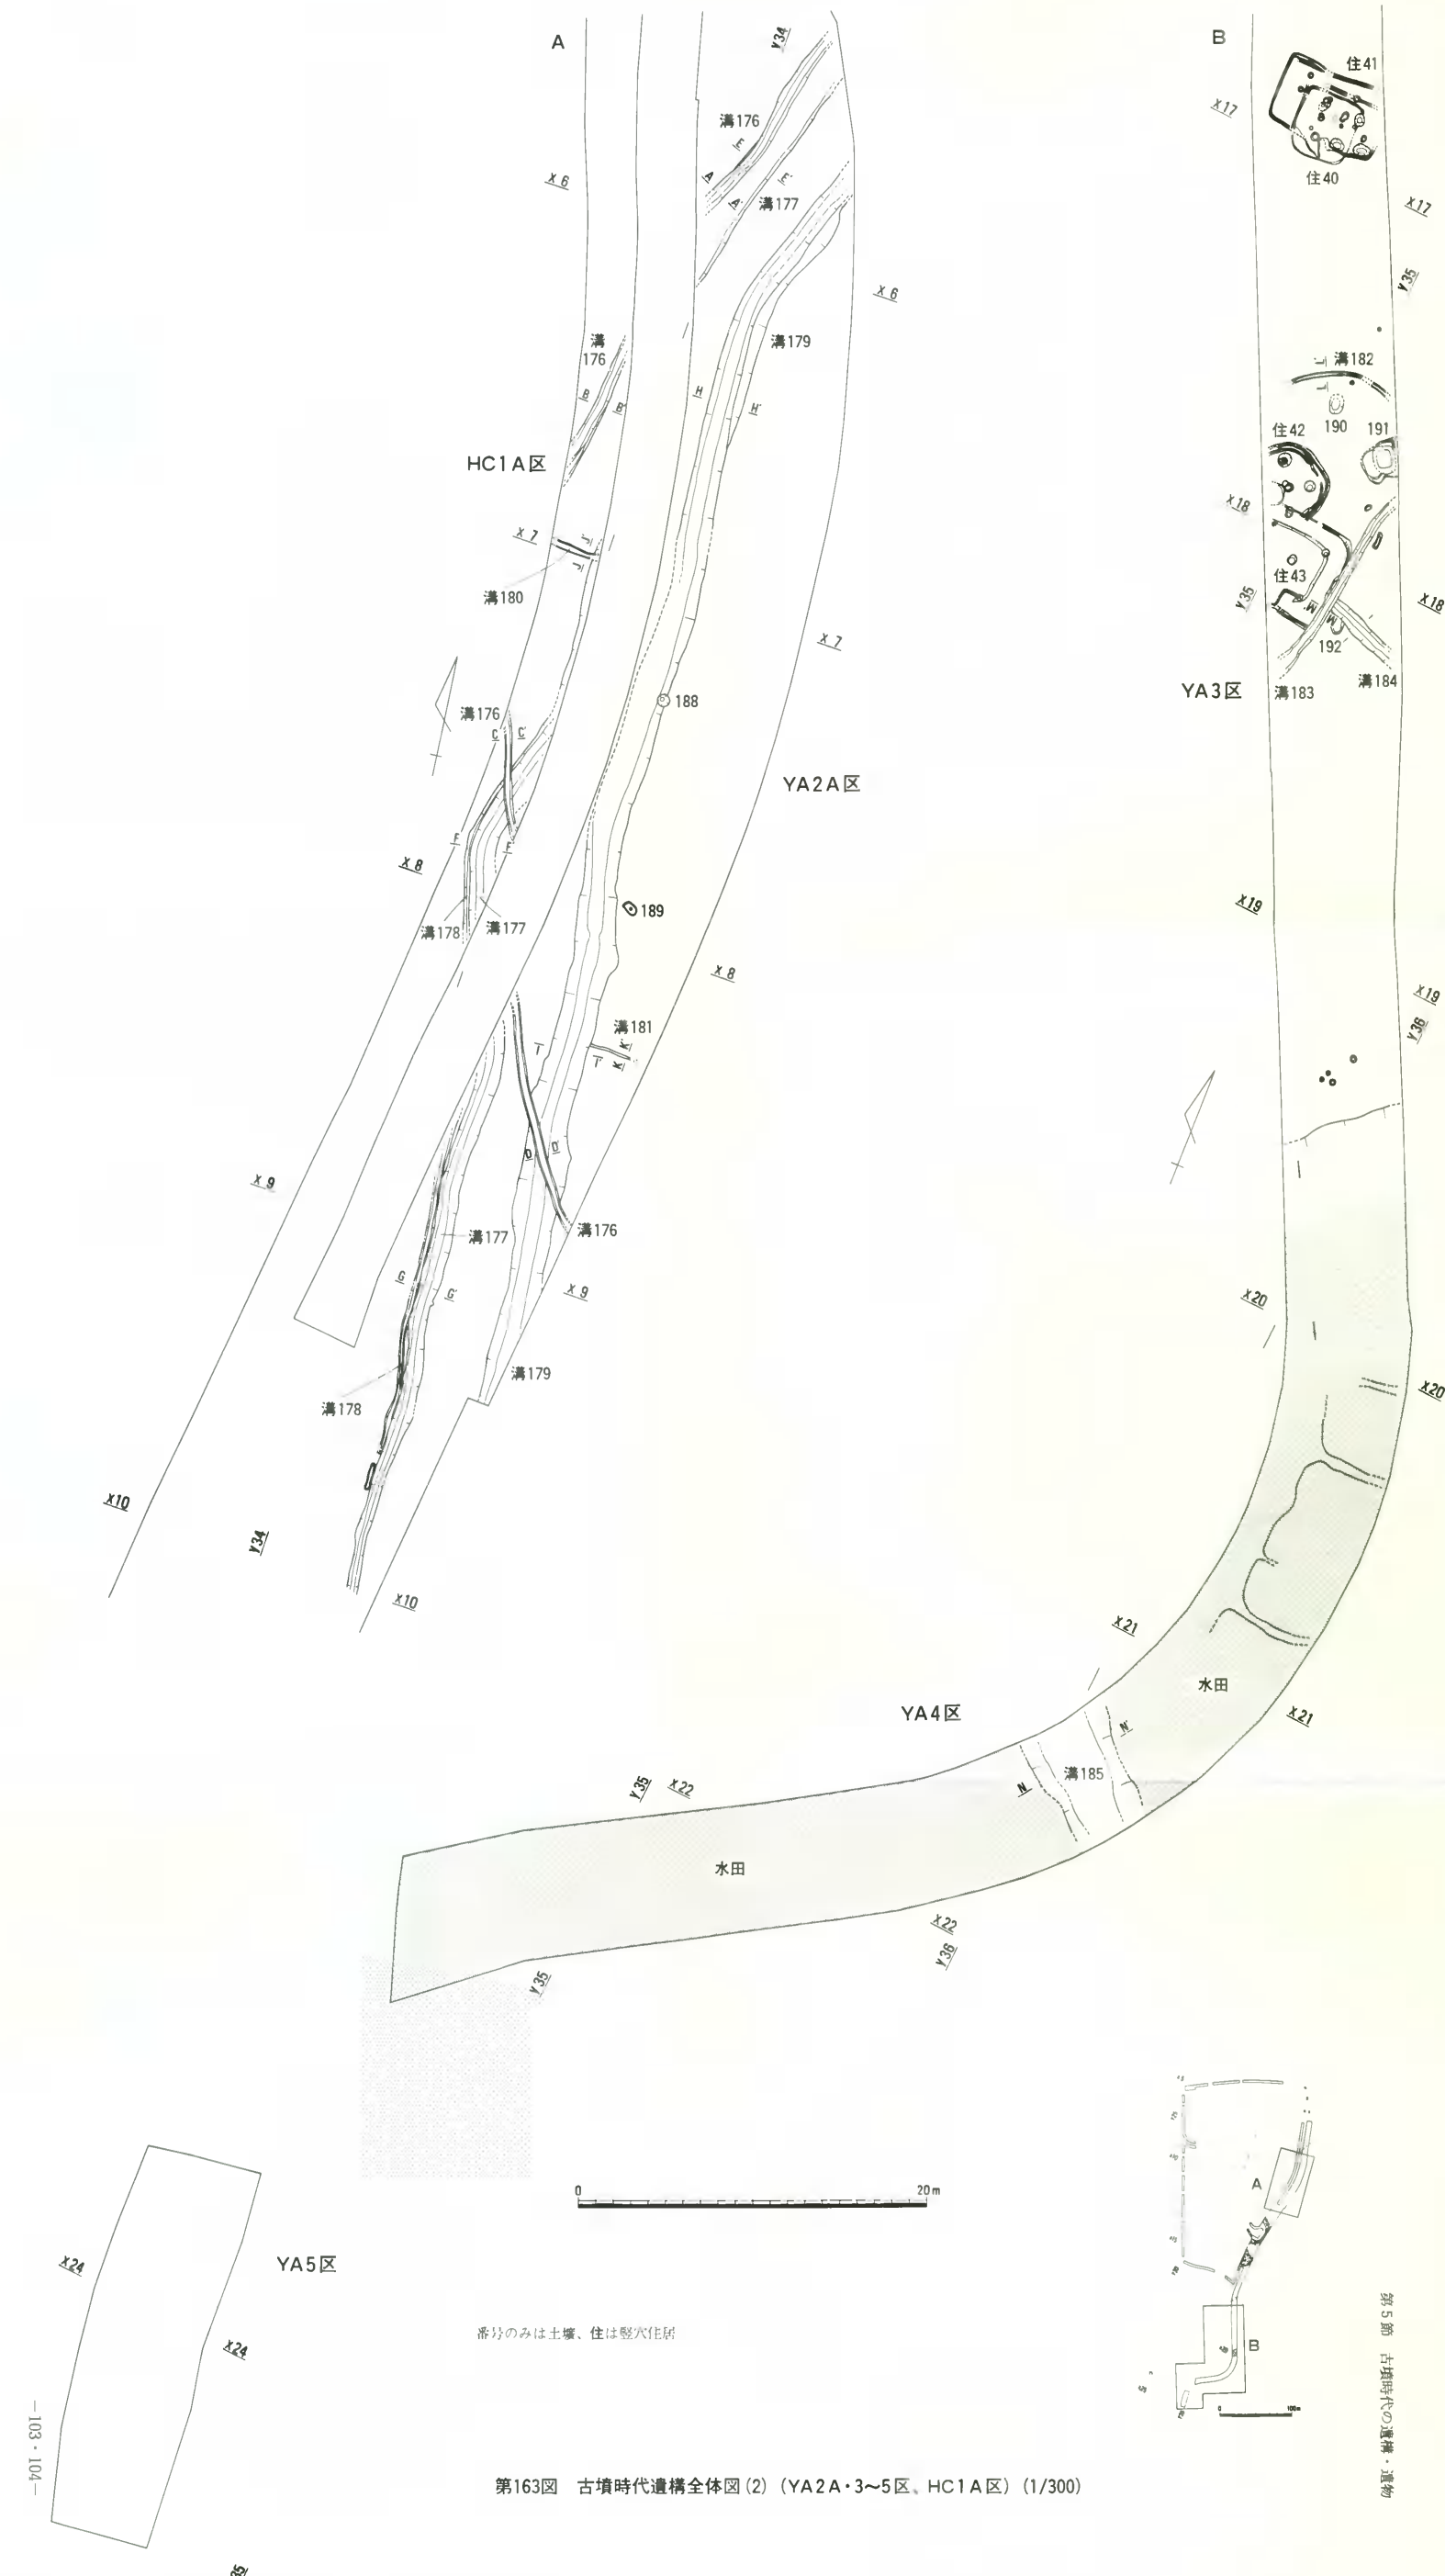 A
Y34
溝176
E
E'
A
A'
溝177
X6
X6
溝179
溝
176
B
B'
H
H'
HC1A区
X7
J'
J
溝180
X7
188
溝176
C
C'
YA2A区
F
F'
X8
189
溝178
溝177
X8
溝181
I
I'
K'
K
D
D'
X9
溝177
溝176
G
G'
X9
溝179
溝178
X10
Y34
X10
B
住41
X17
住40
X17
Y35
L'
L
溝182
190
191
住42
X18
住43
Y35
X18
M'
M
192
YA3区
溝183
溝184
X19
X19
Y36
X20
X20
X21
水田
YA4区
X21
N'
N
溝185
Y35
X22
水田
X22
Y36
Y35
0
20m
YA5区
X24
X24
番号のみは土壙、住は竪穴住居
A
B
0
100m
第163図 古墳時代遺構全体図(2) (YA2A・3〜5区、HC1A区) (1/300)
第5節 古墳時代の遺構・遺物
—103・104—